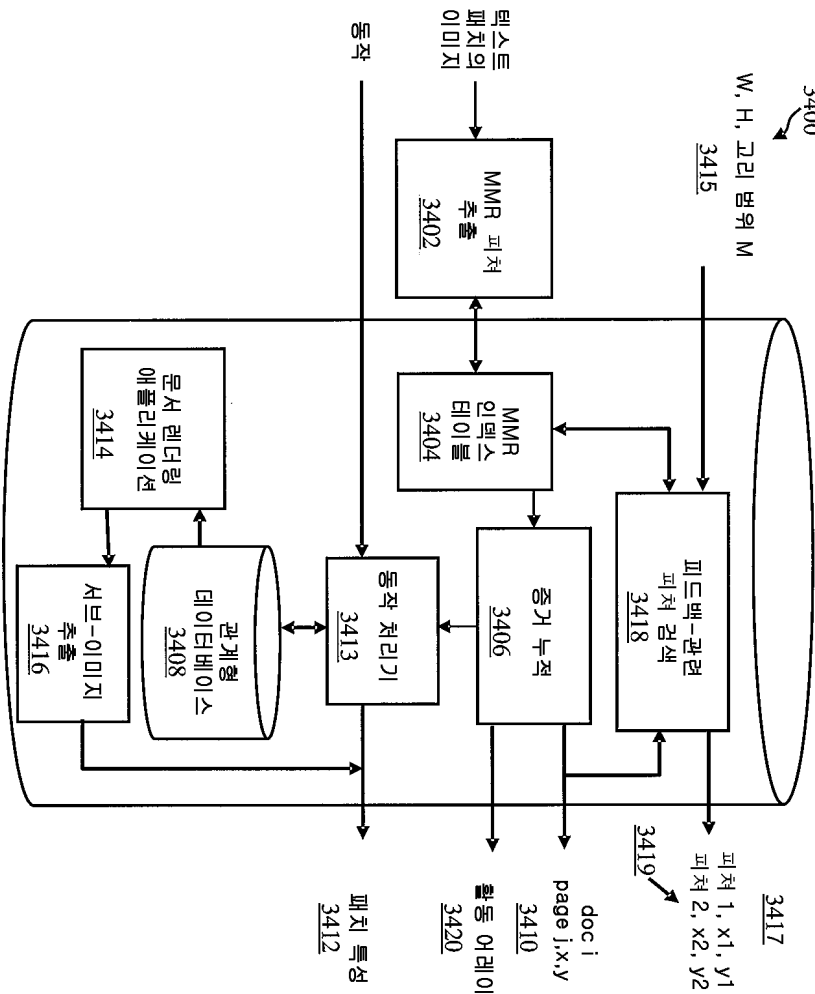 3400
W, H, 고리 범위 M
3415
텍스트
패치의
이미지
동작
MMR 피쳐
추출
3402
MMR
인덱스
테이블
3404
피드백-관련
피쳐 검색
3418
증거 누적
3406
동작 처리기
3413
관계형
데이터베이스
3408
문서 렌더링
애플리케이션
3414
서브-이미지
추출
3416
3417
피쳐 1, x1, y1
피쳐 2, x2, y2
3419
doc i
page j,x,y
3410
활동 어레이
3420
패치 특성
3412